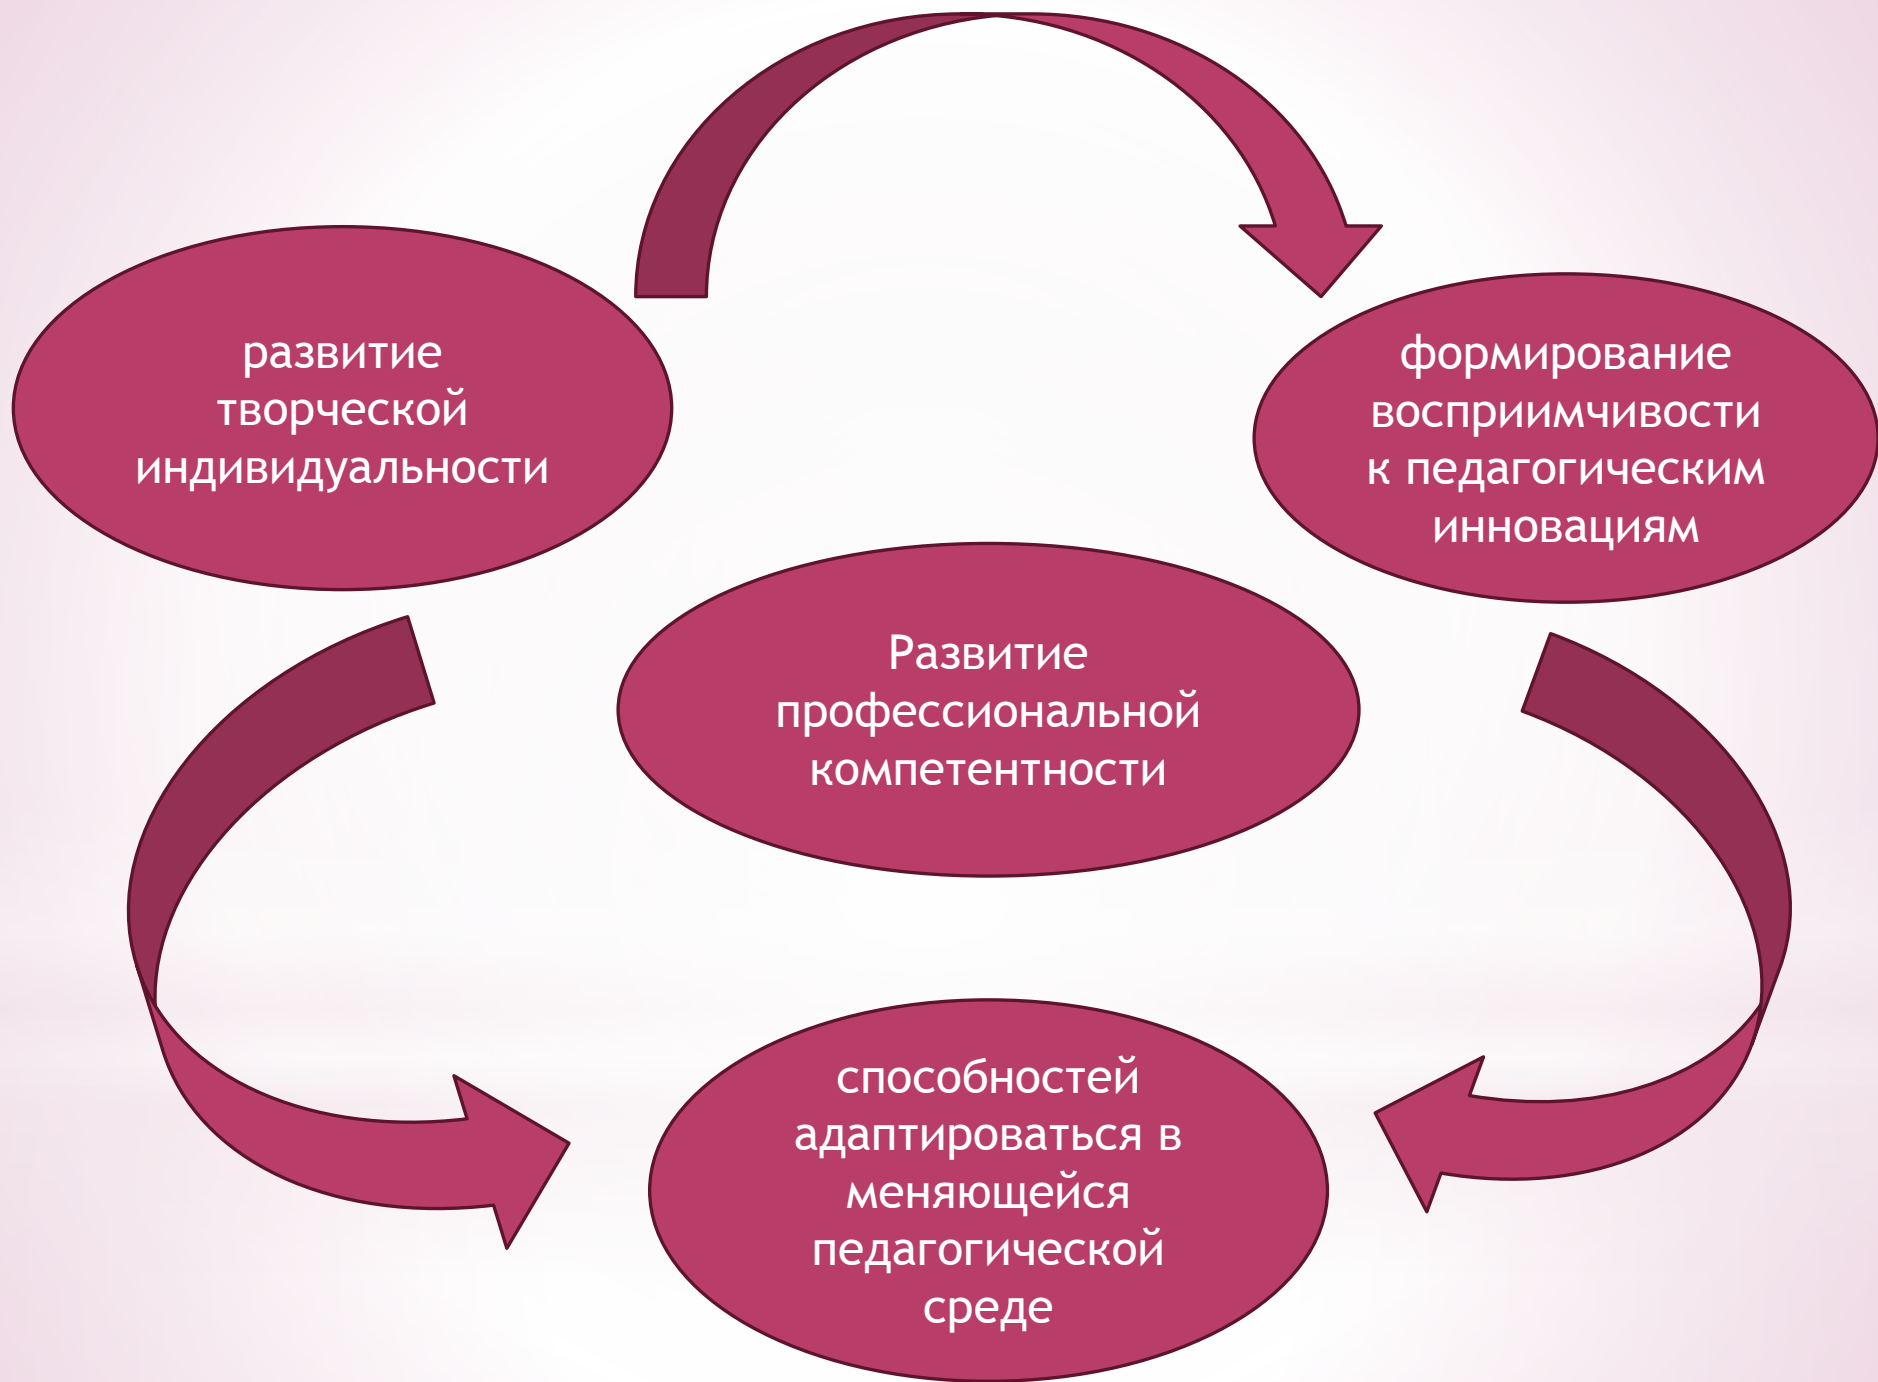 развитие
творческой
индивидуальности
формирование
восприимчивости
к педагогическим
инновациям
Развитие
профессиональной
компетентности
способностей
адаптироваться в
меняющейся
педагогической
среде